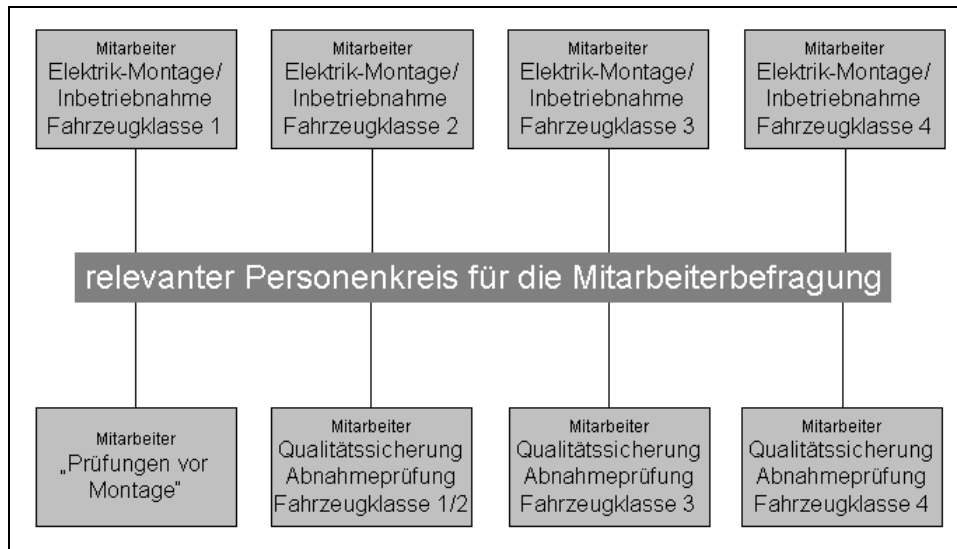 Mitarbeiter
Elektrik-Montage/
Inbetriebnahme
Fahrzeugklasse 1
Mitarbeiter
Elektrik-Montage/
Inbetriebnahme
Fahrzeugklasse 2
Mitarbeiter
Elektrik-Montage/
Inbetriebnahme
Fahrzeugklasse 3
Mitarbeiter
Elektrik-Montage/
Inbetriebnahme
Fahrzeugklasse 4
relevanter Personenkreis für die Mitarbeiterbefragung
Mitarbeiter
„Prüfungen vor
Montage"
Mitarbeiter
Qualitätssicherung
Abnahmeprüfung
Fahrzeugklasse 1/2
Mitarbeiter
Qualitätssicherung
Abnahmeprüfung
Fahrzeugklasse 3
Mitarbeiter
Qualitätssicherung
Abnahmeprüfung
Fahrzeugklasse 4